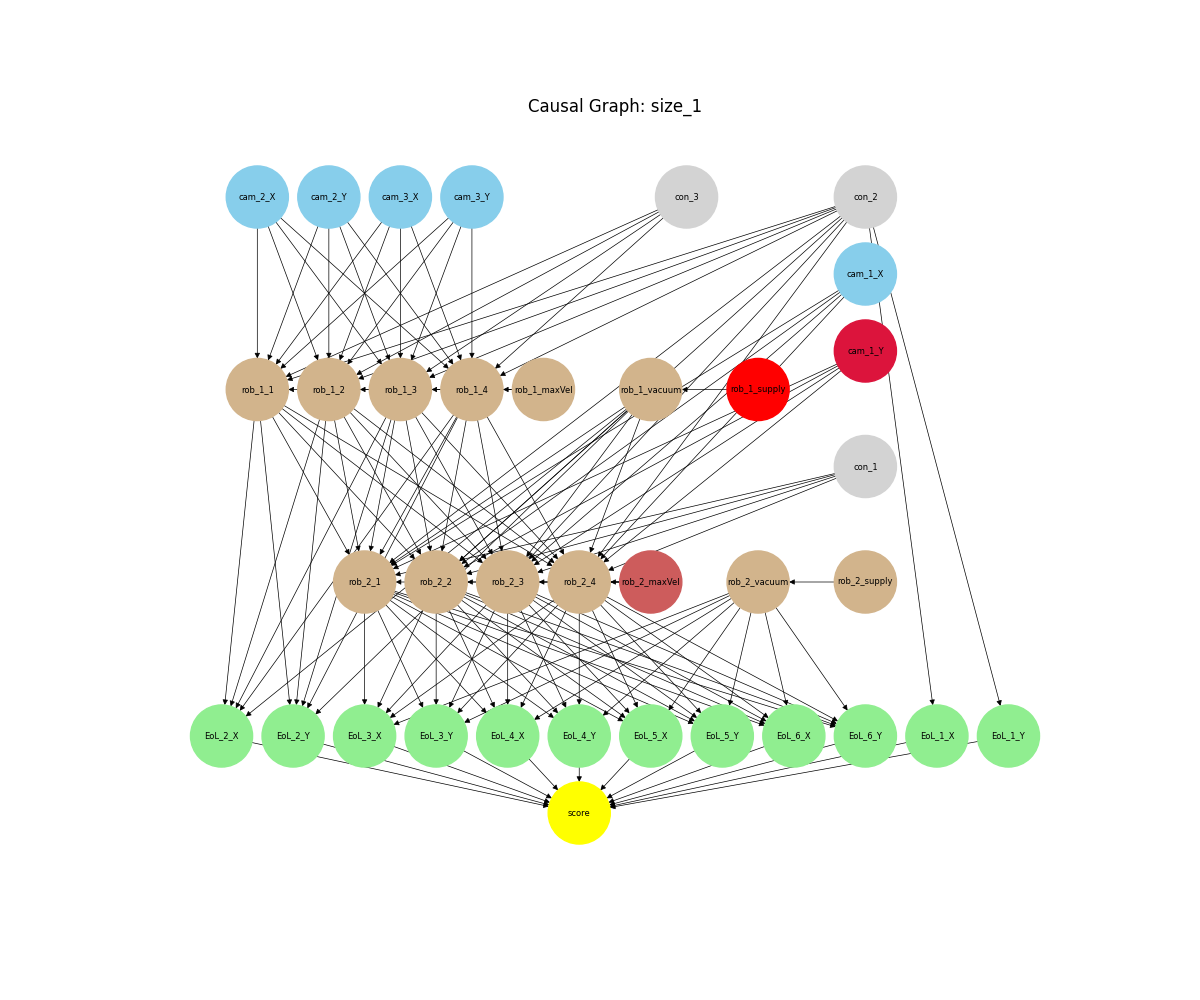 Causal Graph: size_1
cam_2_X cam_2_Y cam_3_X cam_3_Y con_3 con_2
cam_1_X
cam_1_Y
rob_1_1 rob_1_2 rob_1_3 rob_1_4 rob_1_maxVel rob_1_vacuum rob_1_supply
con_1
rob_2_1 rob_2_2 rob_2_3 rob_2_4 rob_2_maxVel rob_2_vacuum rob_2_supply
EoL_2_X EoL_2_Y EoL_3_X EoL_3_Y EoL_4_X EoL_4_Y EoL_5_X EoL_5_Y EoL_6_X EoL_6_Y EoL_1_X EoL_1_Y
score